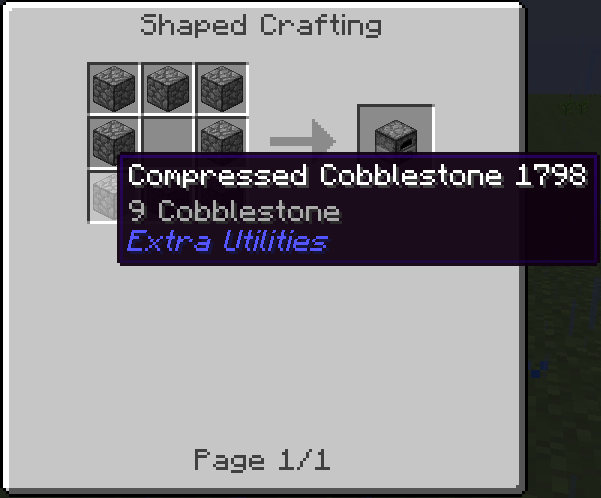 Shaped Crafting
Compressed Cobblestone 1798
9 Cobblestone
Extra Utilities
Page 1/1